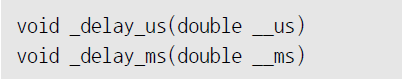 void _delay_us(double __us)
void _delay_ms(double __ms)